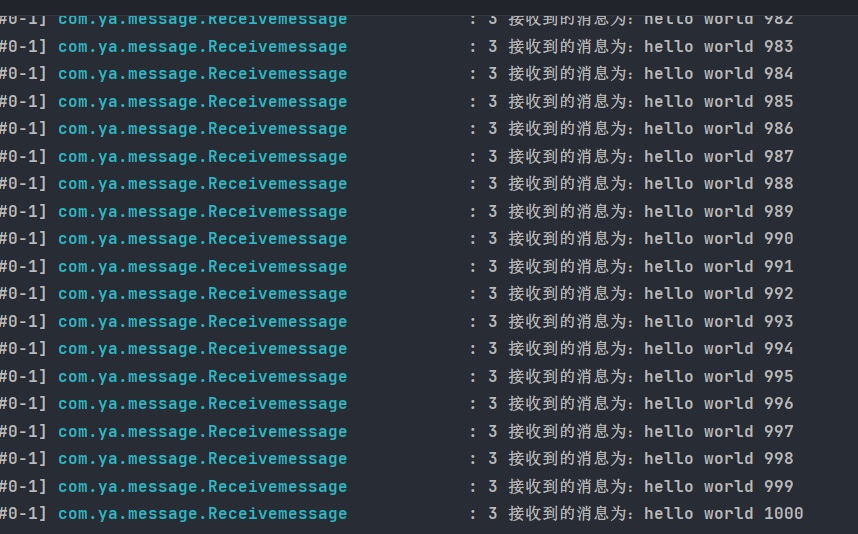 #0-1] com.ya.message.Receivemessage : 3 接收到的消息为：hello world 982
#0-1] com.ya.message.Receivemessage : 3 接收到的消息为：hello world 983
#0-1] com.ya.message.Receivemessage : 3 接收到的消息为：hello world 984
#0-1] com.ya.message.Receivemessage : 3 接收到的消息为：hello world 985
#0-1] com.ya.message.Receivemessage : 3 接收到的消息为：hello world 986
#0-1] com.ya.message.Receivemessage : 3 接收到的消息为：hello world 987
#0-1] com.ya.message.Receivemessage : 3 接收到的消息为：hello world 988
#0-1] com.ya.message.Receivemessage : 3 接收到的消息为：hello world 989
#0-1] com.ya.message.Receivemessage : 3 接收到的消息为：hello world 990
#0-1] com.ya.message.Receivemessage : 3 接收到的消息为：hello world 991
#0-1] com.ya.message.Receivemessage : 3 接收到的消息为：hello world 992
#0-1] com.ya.message.Receivemessage : 3 接收到的消息为：hello world 993
#0-1] com.ya.message.Receivemessage : 3 接收到的消息为：hello world 994
#0-1] com.ya.message.Receivemessage : 3 接收到的消息为：hello world 995
#0-1] com.ya.message.Receivemessage : 3 接收到的消息为：hello world 996
#0-1] com.ya.message.Receivemessage : 3 接收到的消息为：hello world 997
#0-1] com.ya.message.Receivemessage : 3 接收到的消息为：hello world 998
#0-1] com.ya.message.Receivemessage : 3 接收到的消息为：hello world 999
#0-1] com.ya.message.Receivemessage : 3 接收到的消息为：hello world 1000